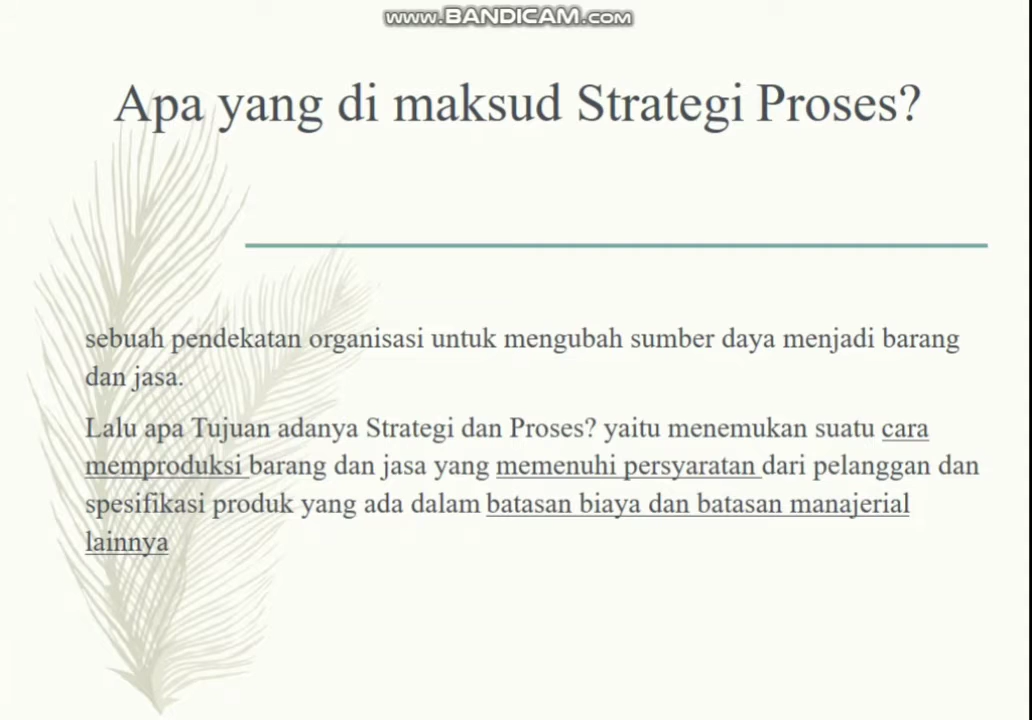 www.BANDICAM.com
Apa yang di maksud Strategi Proses?
sebuah pendekatan organisasi untuk mengubah sumber daya menjadi barang
dan jasa.
Lalu apa Tujuan adanya Strategi dan Proses? yaitu menemukan suatu cara
memproduksi barang dan jasa yang memenuhi persyaratan dari pelanggan dan
spesifikasi produk yang ada dalam batasan biaya dan batasan manajerial
lainnya